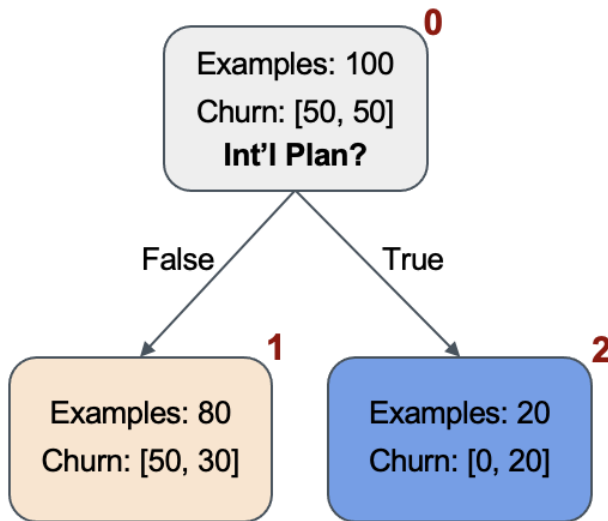 0
Examples: 100
Churn: [50, 50]
Int'l Plan?
False
True
1
Examples: 80
Churn: [50, 30]
2
Examples: 20
Churn: [0, 20]